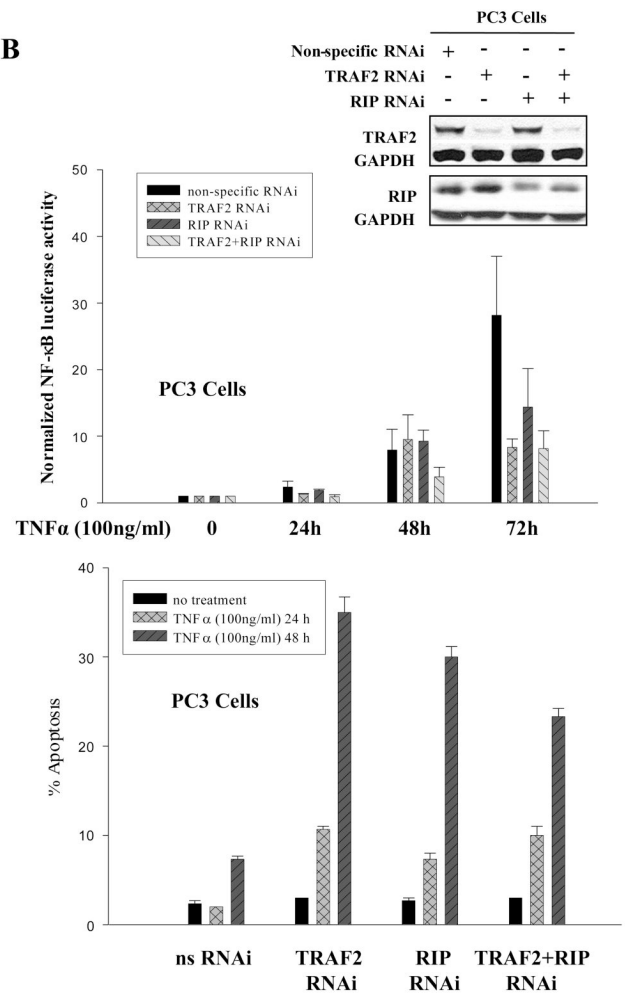 B
PC3 Cells
Non-specific RNAi + - - -
TRAF2 RNAi - + - +
RIP RNAi - - + +
TRAF2
GAPDH
RIP
GAPDH
50
40
30
20
10
0
Normalized NF-κB luciferase activity
non-specific RNAi
TRAF2 RNAi
RIP RNAi
TRAF2+RIP RNAi
PC3 Cells
TNFα (100ng/ml) 0 24h 48h 72h
40
30
20
10
0
% Apoptosis
no treatment
TNFα (100ng/ml) 24 h
TNFα (100ng/ml) 48 h
PC3 Cells
ns RNAi
TRAF2
RNAi
RIP
RNAi
TRAF2+RIP
RNAi